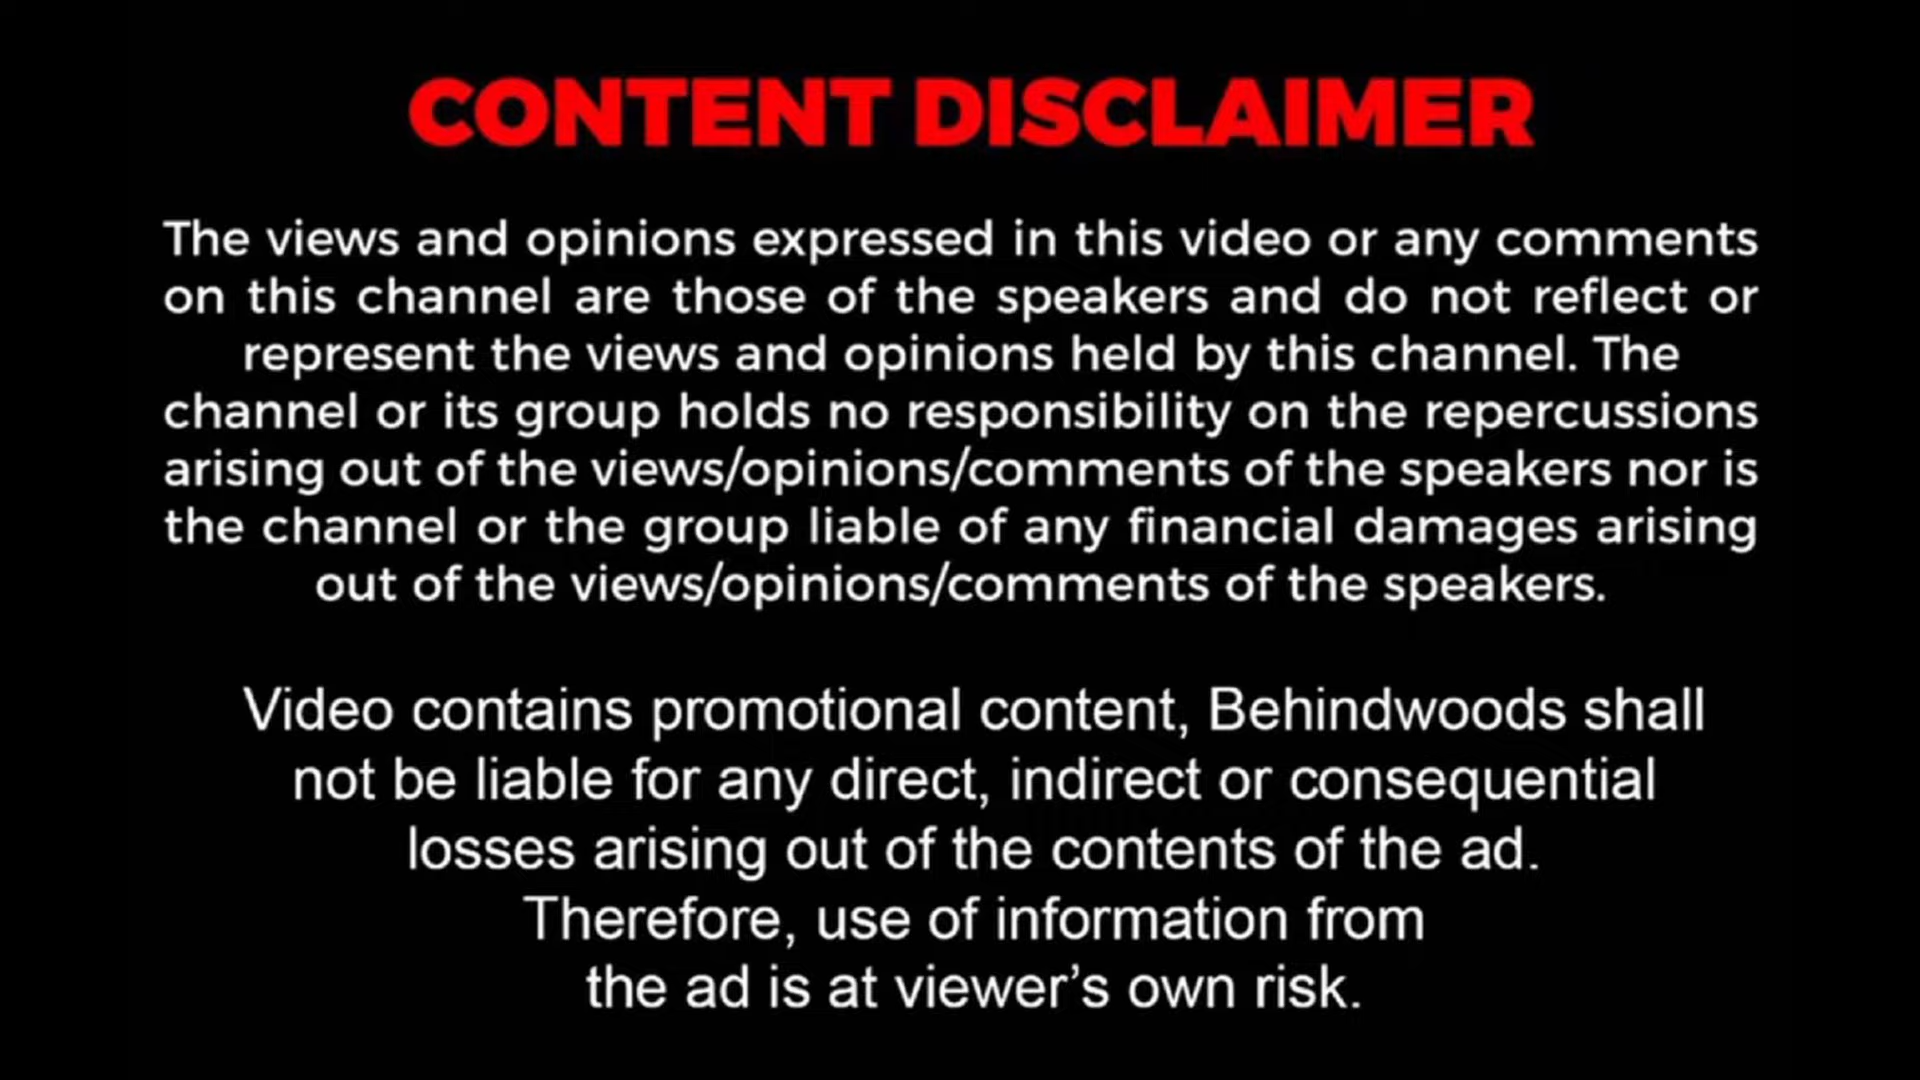 CONTENT DISCLAIMER
The views and opinions expressed in this video or any comments
on this channel are those of the speakers and do not reflect or
represent the views and opinions held by this channel. The
channel or its group holds no responsibility on the repercussions
arising out of the views/opinions/comments of the speakers nor is
the channel or the group liable of any financial damages arising
out of the views/opinions/comments of the speakers.
Video contains promotional content, Behindwoods shall
not be liable for any direct, indirect or consequential
losses arising out of the contents of the ad.
Therefore, use of information from
the ad is at viewer’s own risk.